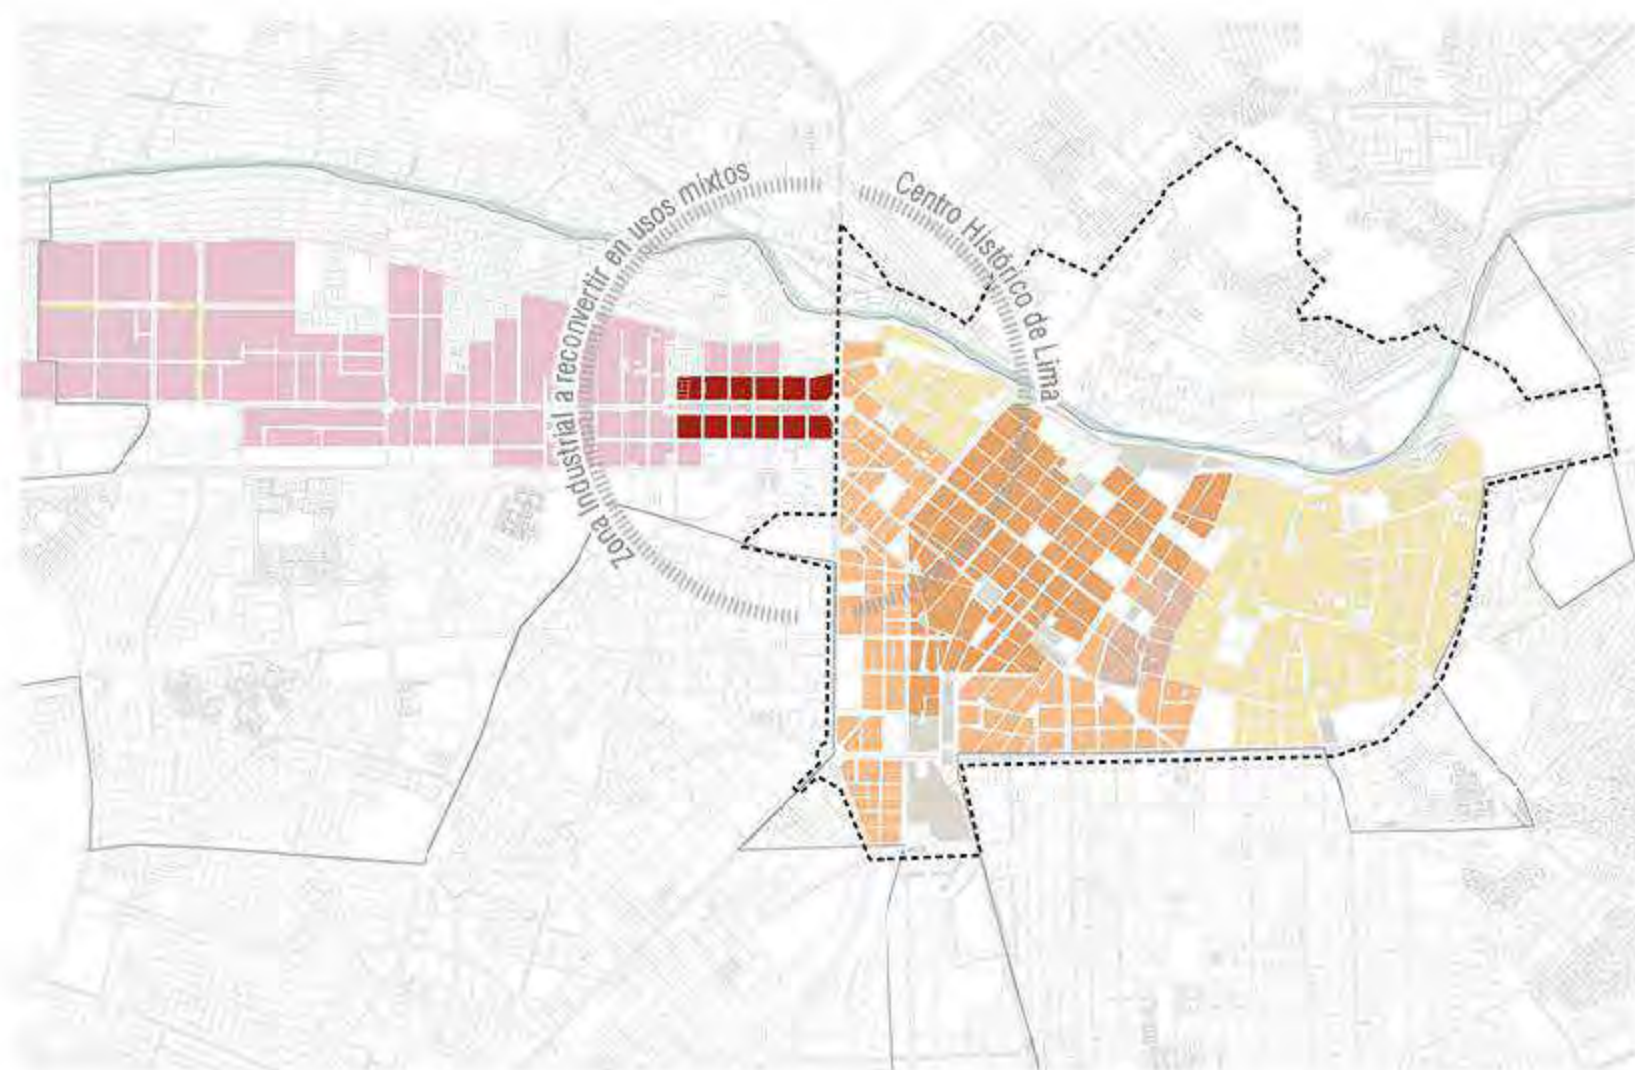 Zona Industrial a reconvertir en usos mixtos
Centro Histórico de Lima